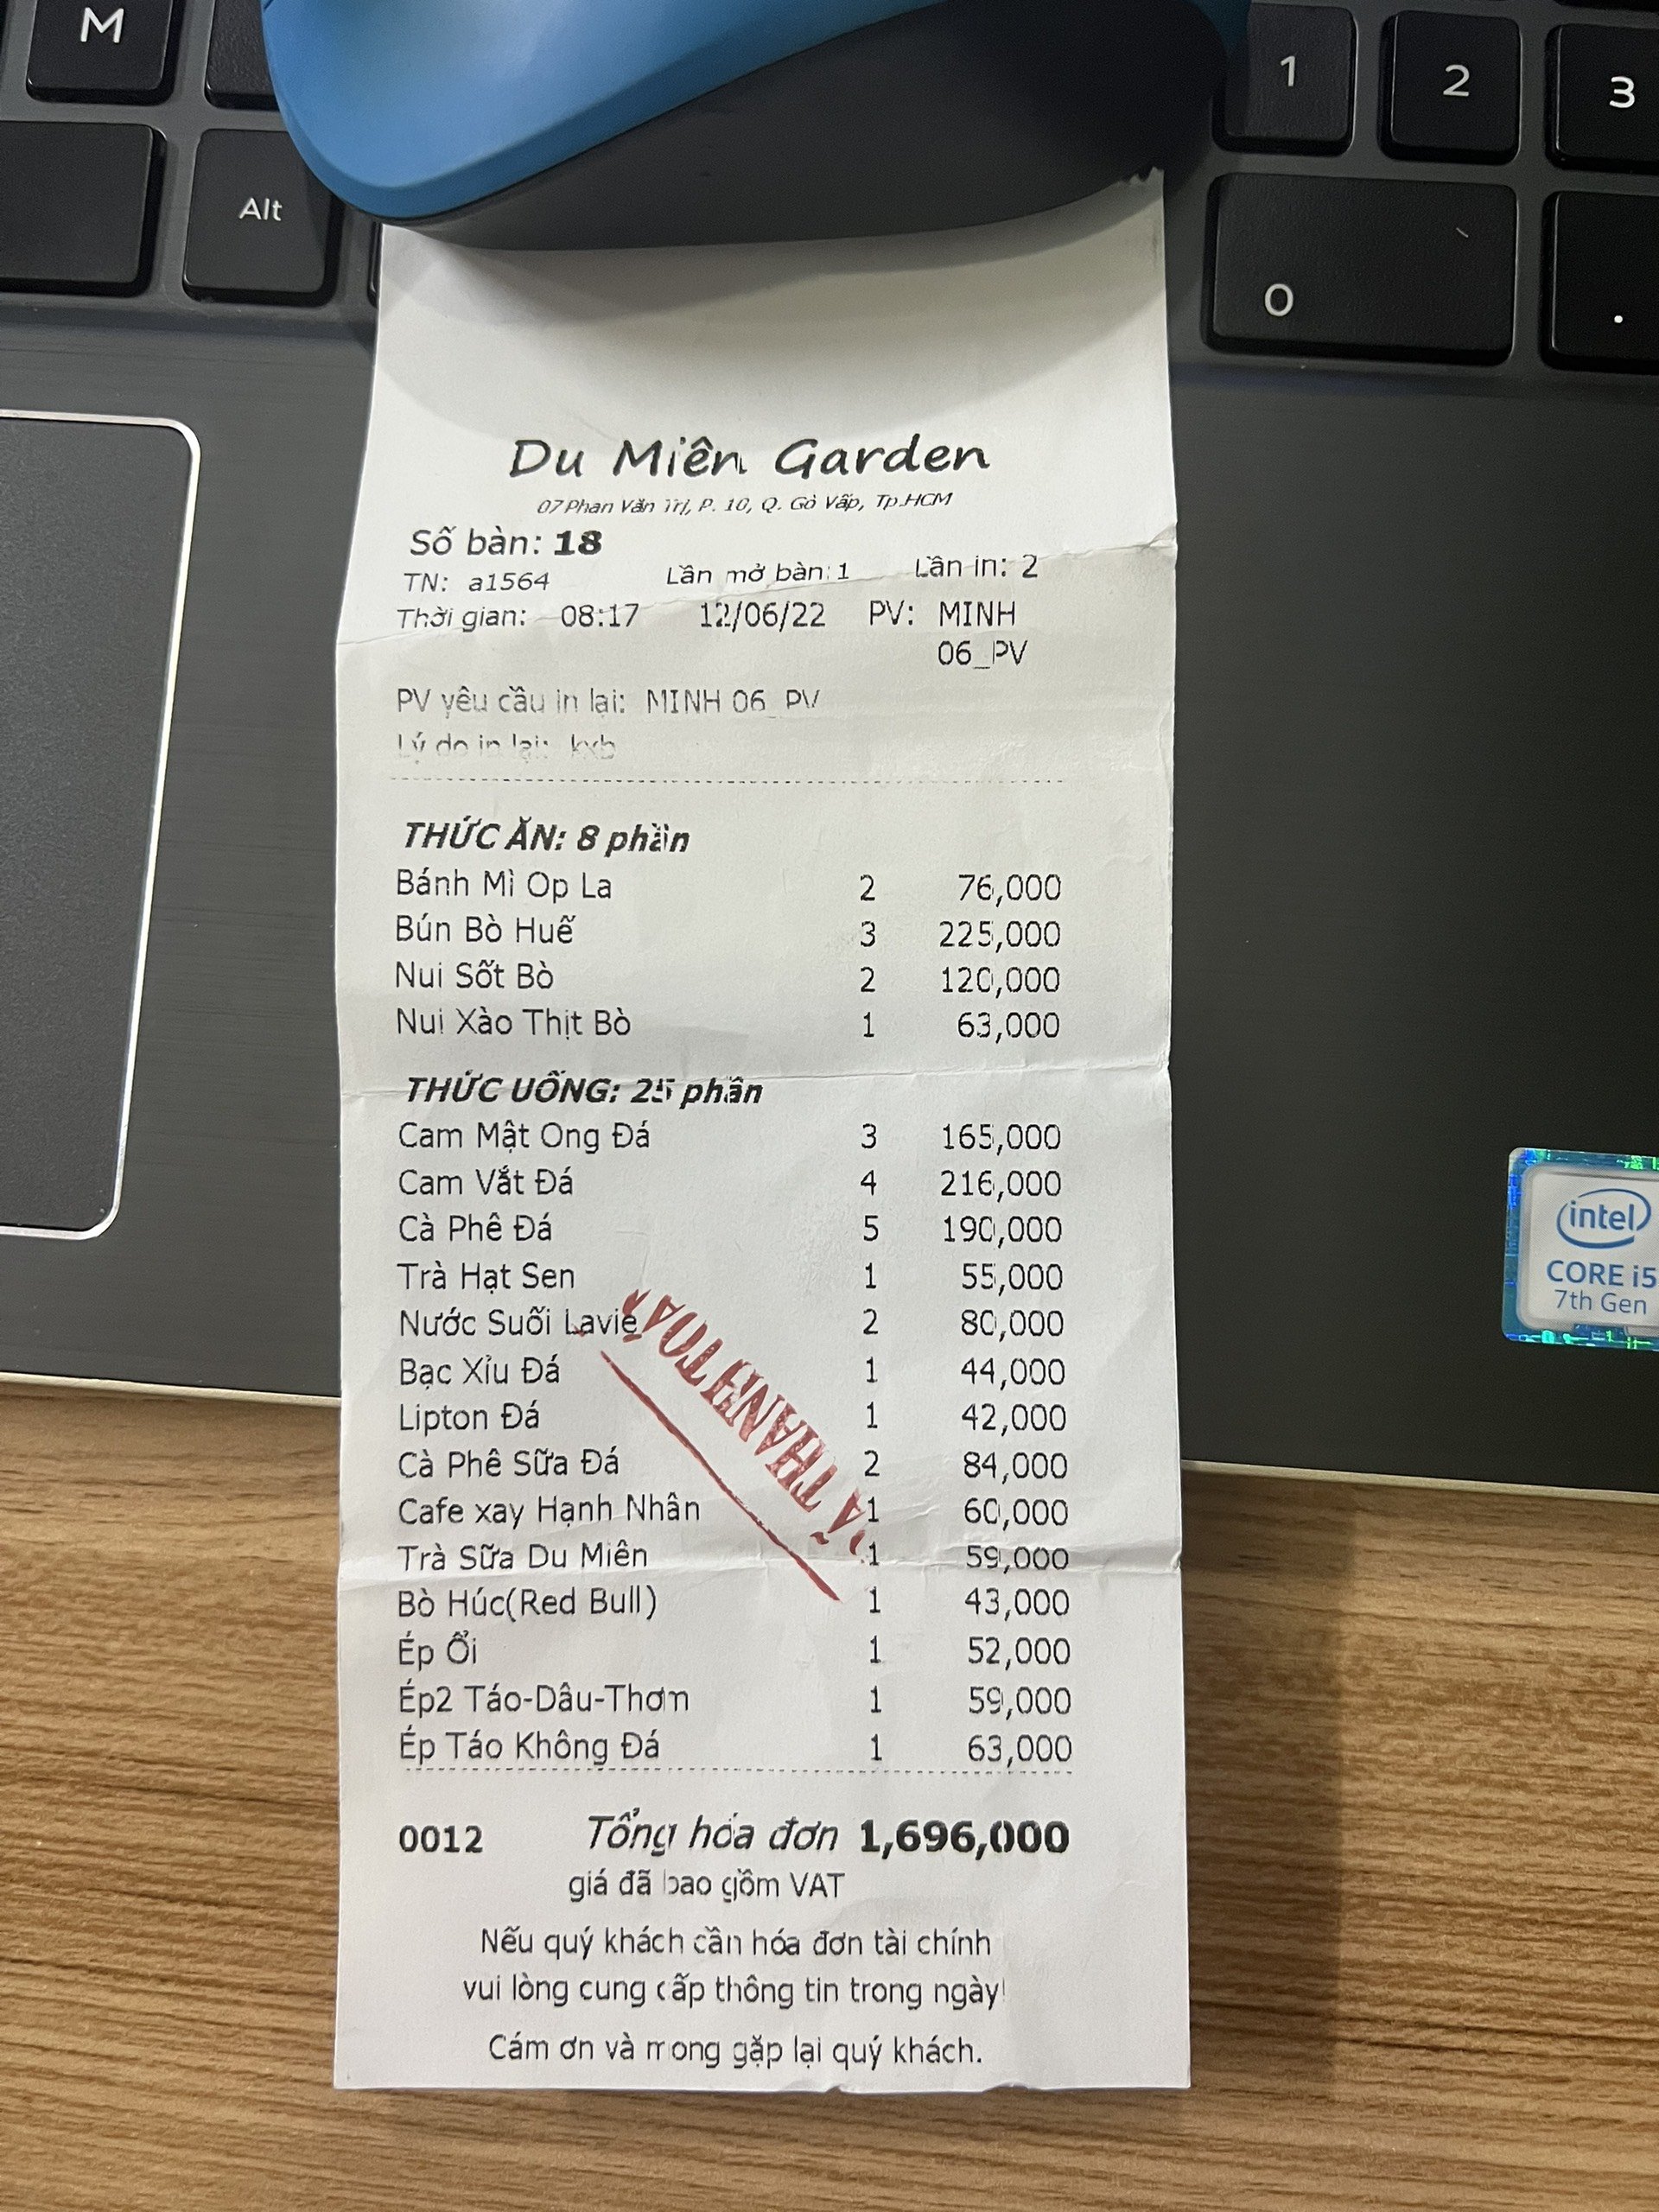 M
1
2
3
Alt
0
.
Du Miên Garden
07 Phan Văn Trị, P. 10, Q. Gò Vấp, Tp.HCM
Số bàn: 18
TN: a1564 Lần mở bàn: 1 Lần in: 2
Thời gian: 08:17 12/06/22 PV: MINH
06_PV
PV yêu cầu in lại: MINH 06_PV
Lý do in lại: kxb
THỨC ĂN: 8 phần
Bánh Mì Op La 2 76,000
Bún Bò Huế 3 225,000
Nui Sốt Bò 2 120,000
Nui Xào Thịt Bò 1 63,000
THỨC UỐNG: 25 phần
Cam Mật Ong Đá 3 165,000
Cam Vắt Đá 4 216,000
Cà Phê Đá 5 190,000
Trà Hạt Sen 1 55,000
Nước Suối Lavie 2 80,000
Bạc Xỉu Đá 1 44,000
Lipton Đá 1 42,000
Cà Phê Sữa Đá 2 84,000
Cafe xay Hạnh Nhân 1 60,000
Trà Sữa Du Miên 1 59,000
Bò Húc(Red Bull) 1 43,000
Ép Ổi 1 52,000
Ép2 Táo-Dâu-Thơm 1 59,000
Ép Táo Không Đá 1 63,000
THANH TOÁ
0012 Tổng hóa đơn 1,696,000
giá đã bao gồm VAT
Nếu quý khách cần hóa đơn tài chính
vui lòng cung cấp thông tin trong ngày!
Cám ơn và mong gặp lại quý khách.
intel
CORE i5
7th Gen